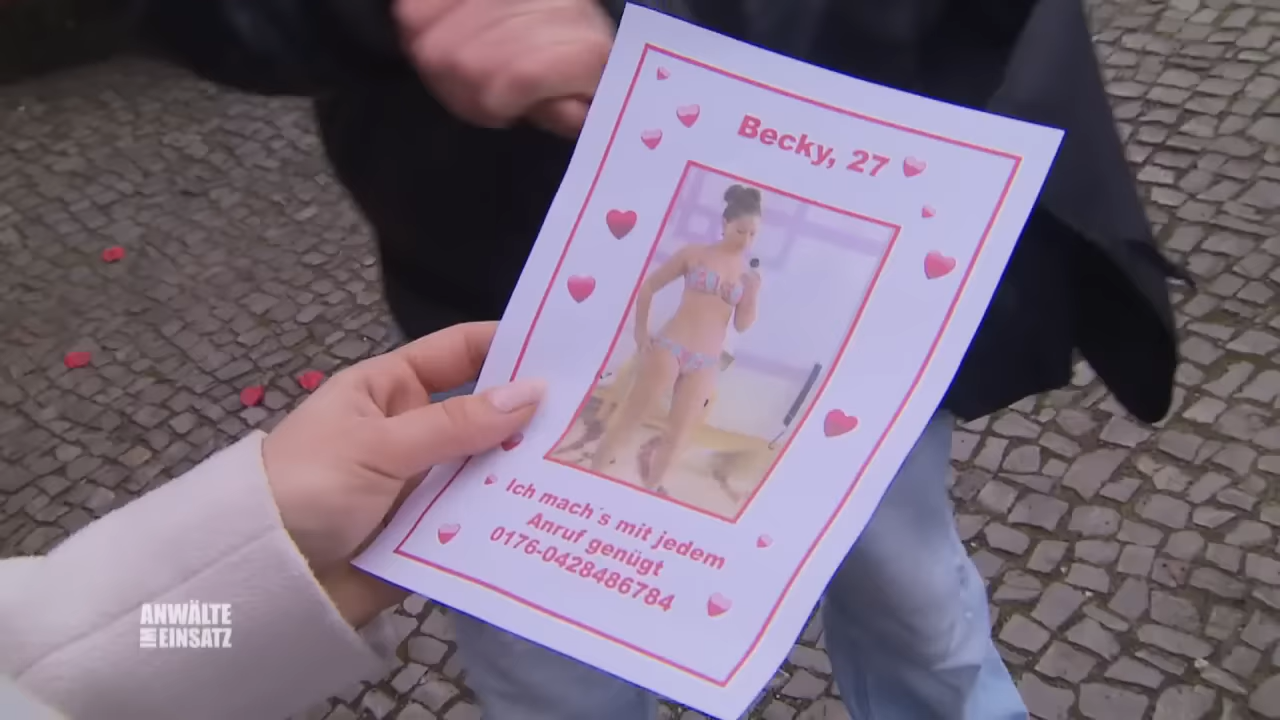 Becky, 27
Ich mach´s mit jedem
Anruf genügt
0176-0428486784
ANWÄLTE
IM EINSATZ